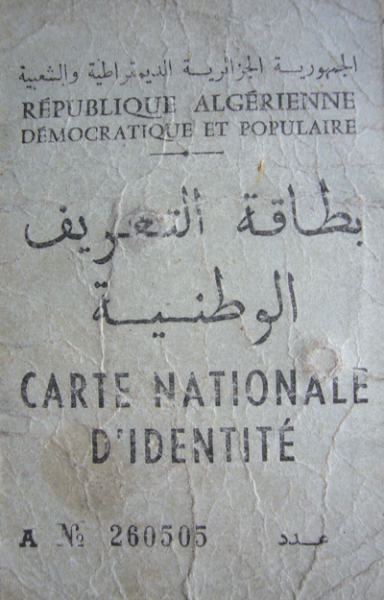 الجمهورية الجزائرية الديمقراطية والشعبية
RÉPUBLIQUE ALGÉRIENNE
DÉMOCRATIQUE ET POPULAIRE
بطاقة التعريف
الوطنية
CARTE NATIONALE
D'IDENTITÉ
A № 260505 عدد